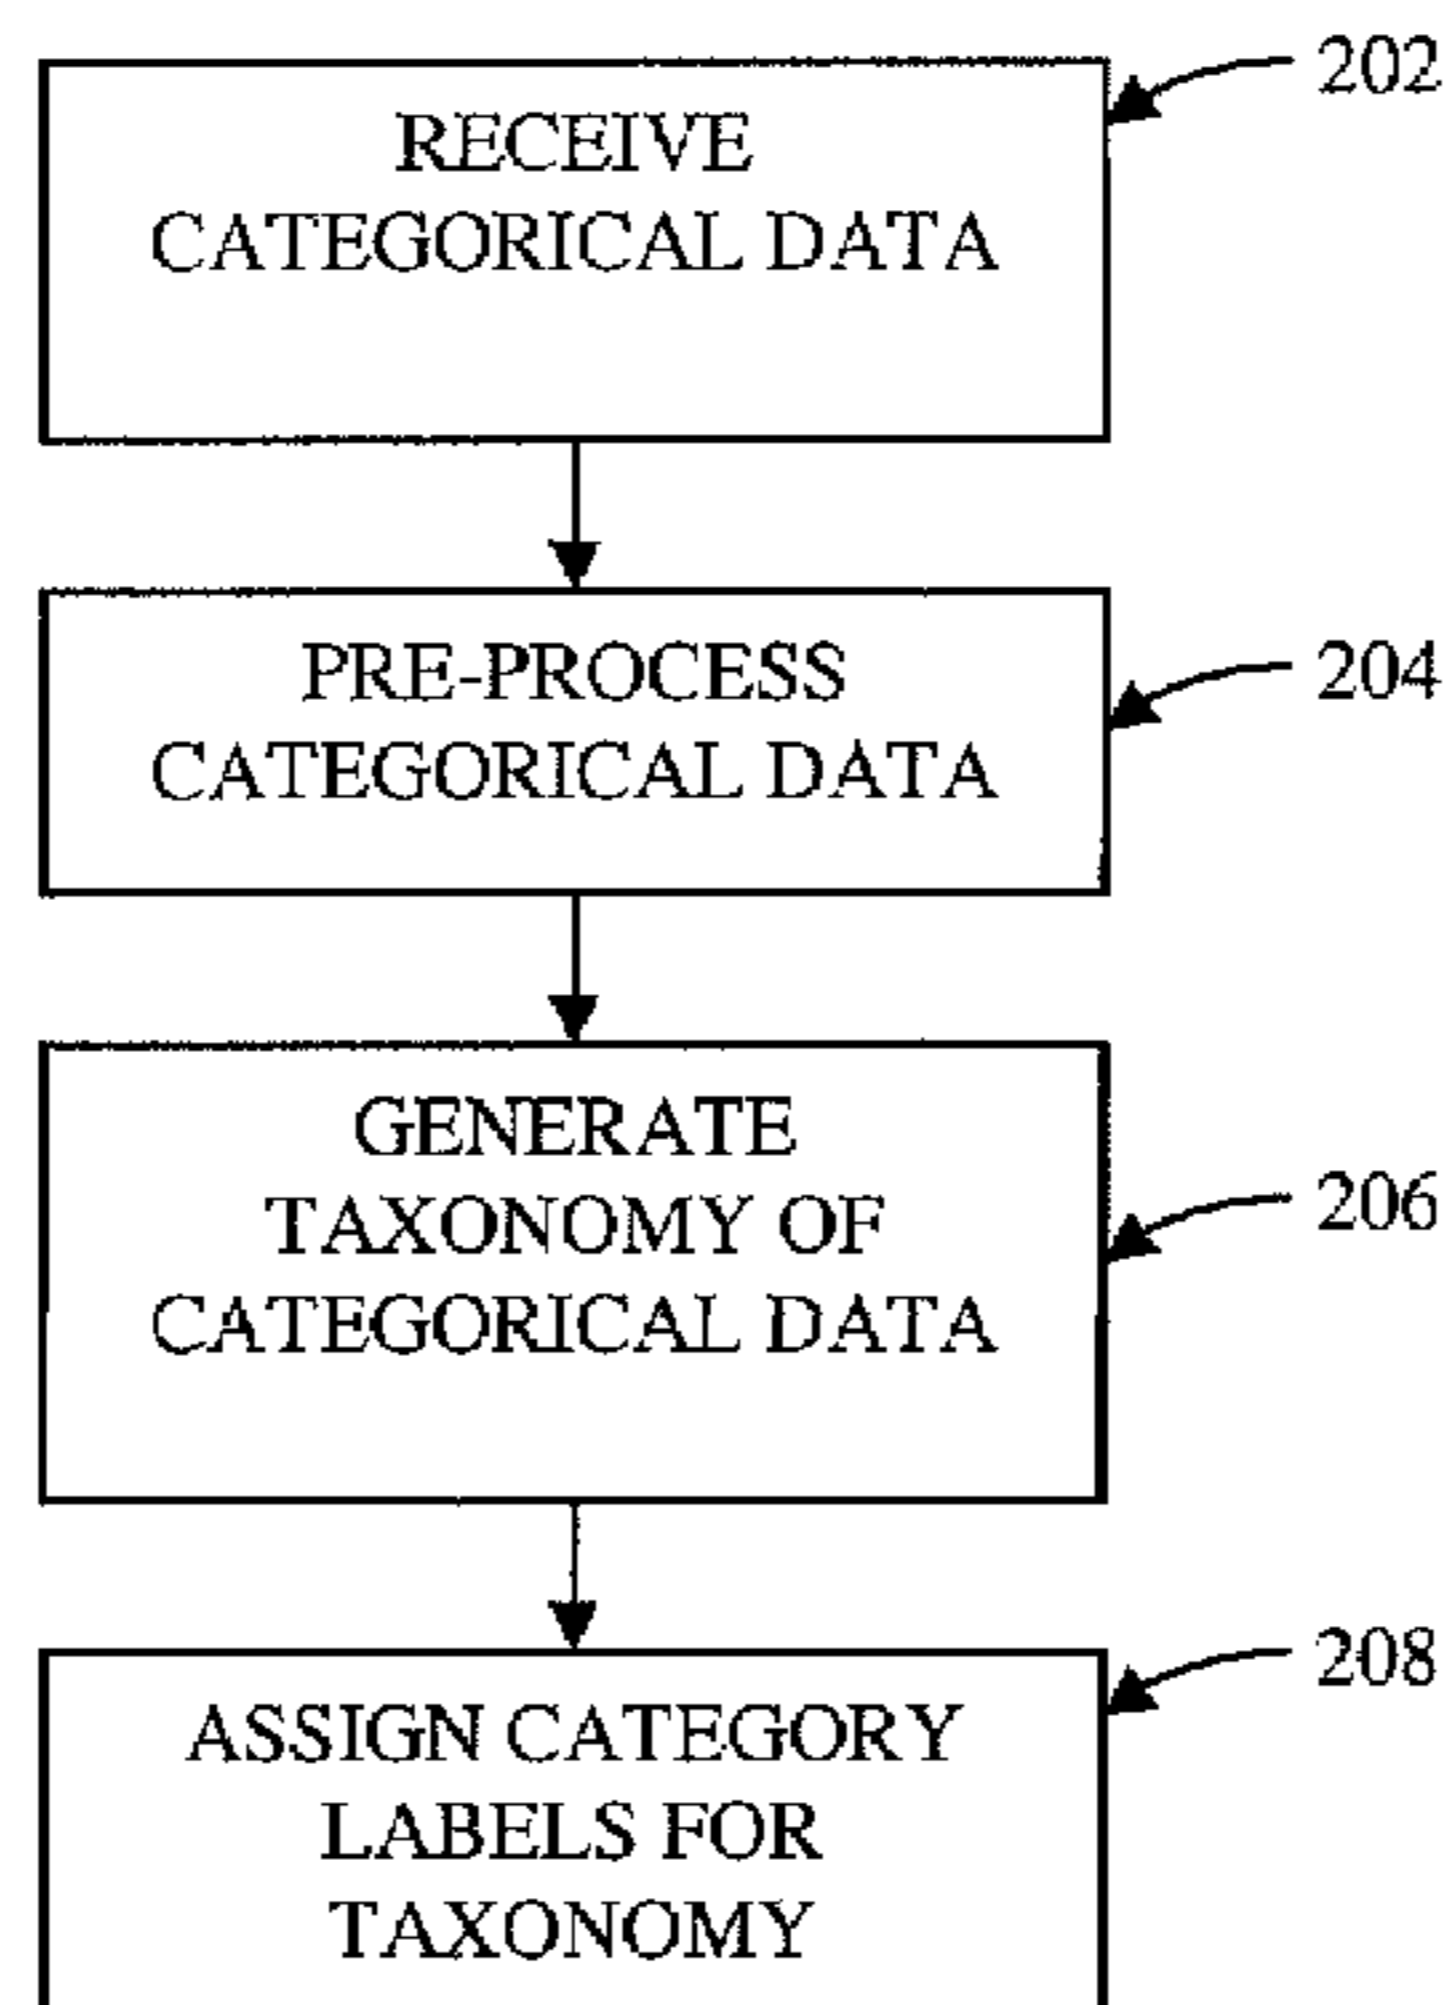 202
RECEIVE
CATEGORICAL DATA
PRE-PROCESS
CATEGORICAL DATA
204
GENERATE
TAXONOMY OF
CATEGORICAL DATA
206
208
ASSIGN CATEGORY
LABELS FOR
TAXONOMY